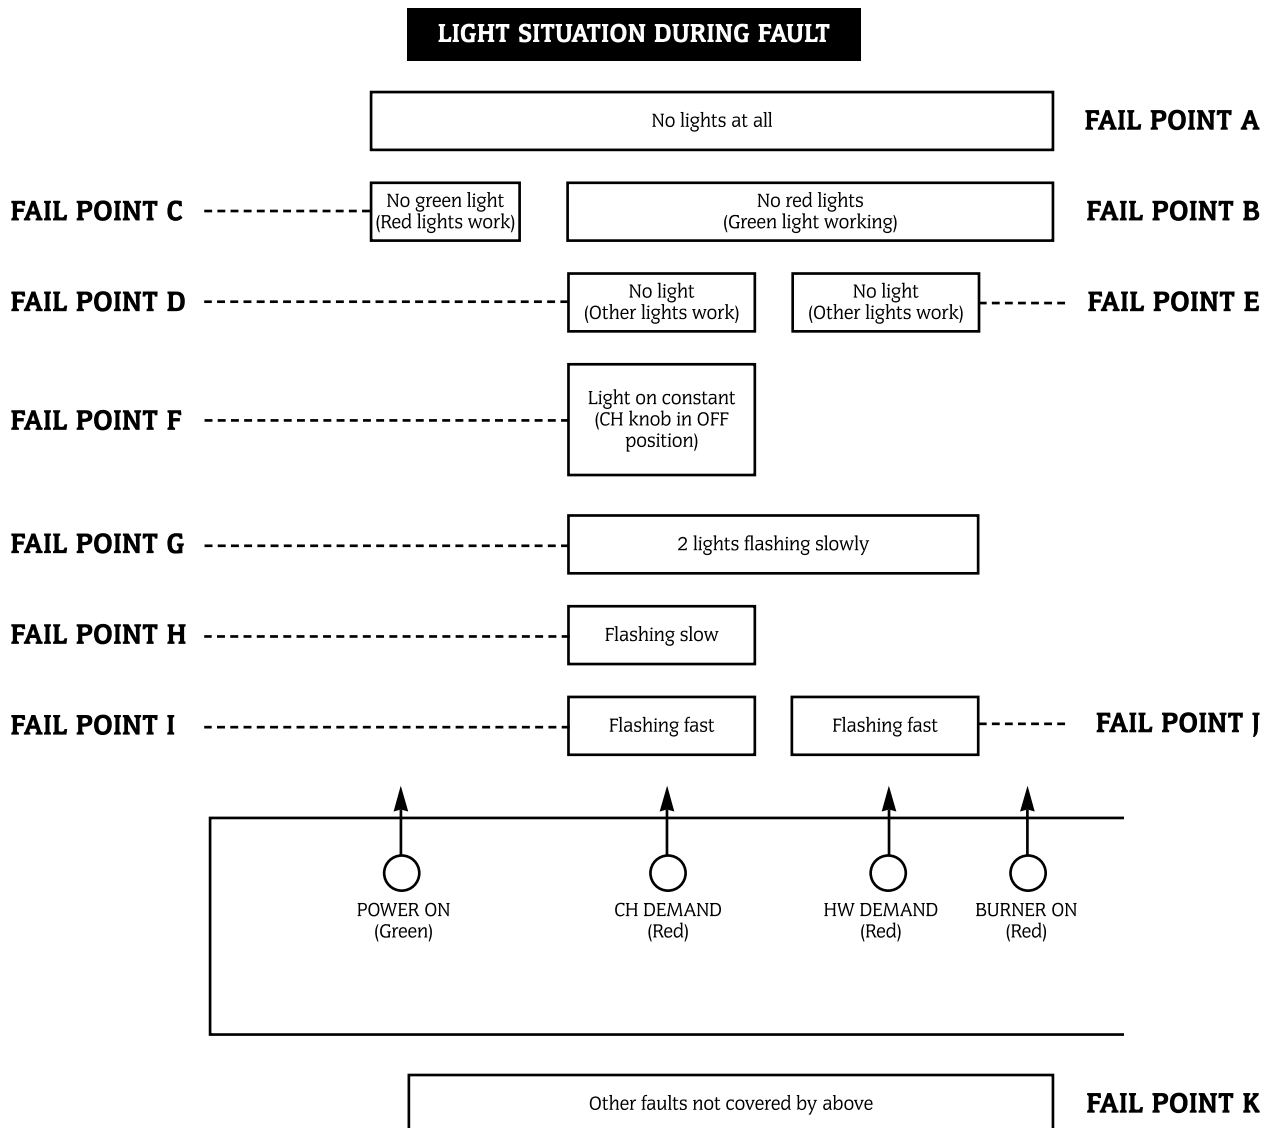 LIGHT SITUATION DURING FAULT
No lights at all
FAIL POINT A
FAIL POINT C
No green light
(Red lights work)
No red lights
(Green light working)
FAIL POINT B
FAIL POINT D
No light
(Other lights work)
No light
(Other lights work)
FAIL POINT E
FAIL POINT F
Light on constant
(CH knob in OFF
position)
FAIL POINT G
2 lights flashing slowly
FAIL POINT H
Flashing slow
FAIL POINT I
Flashing fast
Flashing fast
FAIL POINT J
POWER ON
(Green)
CH DEMAND
(Red)
HW DEMAND
(Red)
BURNER ON
(Red)
Other faults not covered by above
FAIL POINT K